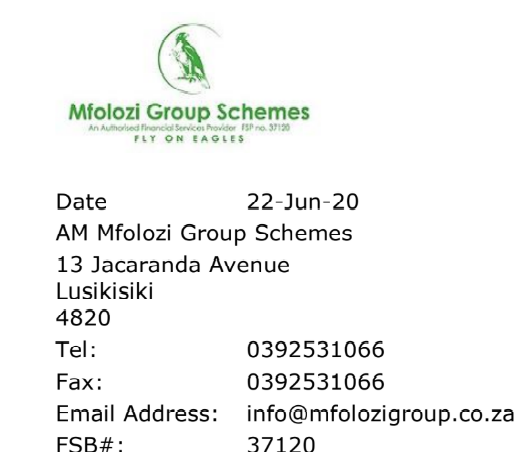 Mfolozi Group Schemes
An Authorised Financial Services Provider FSP no. 37120
FLY ON EAGLES
Date 22-Jun-20
AM Mfolozi Group Schemes
13 Jacaranda Avenue
Lusikisiki
4820
Tel: 0392531066
Fax: 0392531066
Email Address: info@mfolozigroup.co.za
FSB#: 37120